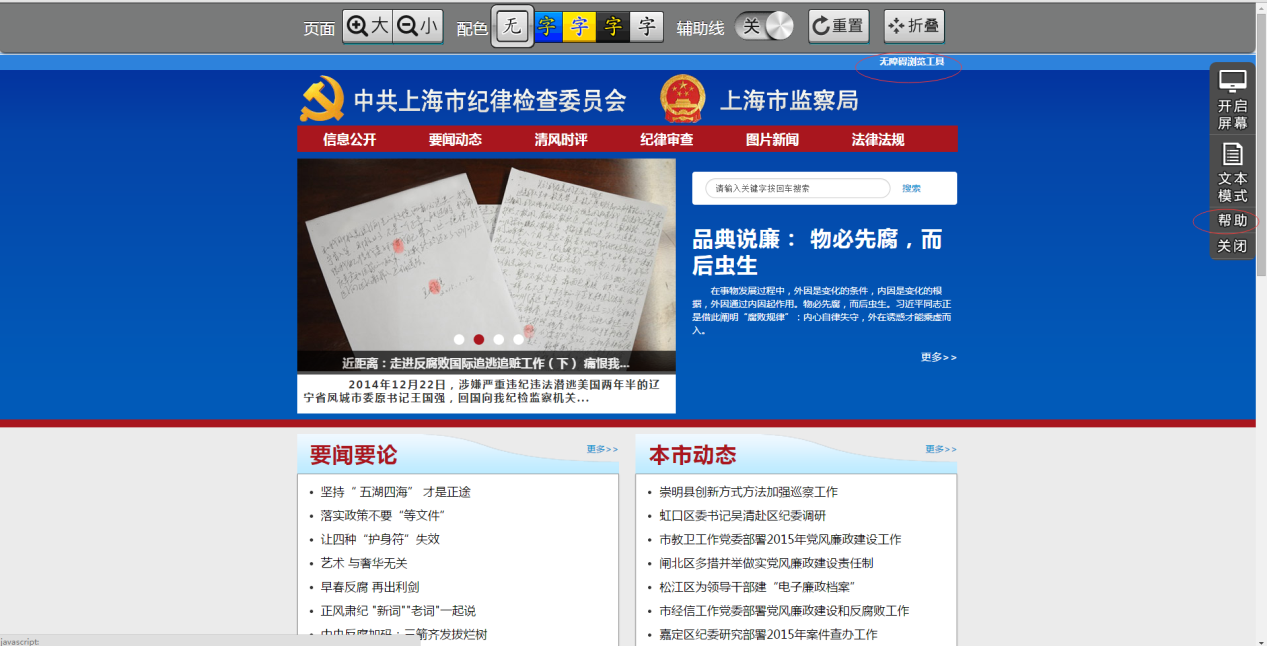 页面 大 小 配色 无 字 字 字 字 辅助线 关 重置 折叠
无障碍浏览工具
开启
屏幕
文本
模式
帮助
关闭
中共上海市纪律检查委员会 上海市监察局
信息公开 要闻动态 清风时评 纪律审查 图片新闻 法律法规
请输入关键字按回车搜索 搜索
品典说廉： 物必先腐，而
后虫生
在事物发展过程中，外因是变化的条件，内因是变化的根
据，外因通过内因起作用。物必先腐，而后虫生。习近平同志正
是借此阐明“腐败规律”：内心自律失守，外在诱惑才能乘虚而
入。
更多>>
近距离：走进反腐败国际追逃追赃工作（下） 痛恨我...
2014年12月22日，涉嫌严重违纪违法潜逃美国两年半的辽
宁省凤城市委原书记王国强，回国向我纪检监察机关...
要闻要论 更多>>
• 坚持“ 五湖四海” 才是正途
• 落实政策不要“等文件”
• 让四种“护身符”失效
• 艺术 与奢华无关
• 早春反腐 再出利剑
• 正风肃纪 "新词""老词"一起说
• 中央反腐加码：三箭齐发拔烂树
本市动态 更多>>
• 崇明县创新方式方法加强巡察工作
• 虹口区委书记吴清赴区纪委调研
• 市教卫工作党委部署2015年党风廉政建设工作
• 闸北区多措并举做实党风廉政建设责任制
• 松江区为领导干部建“电子廉政档案”
• 市经信工作党委部署党风廉政建设和反腐败工作
• 嘉定区纪委研究部署2015年案件查办工作
javascript: